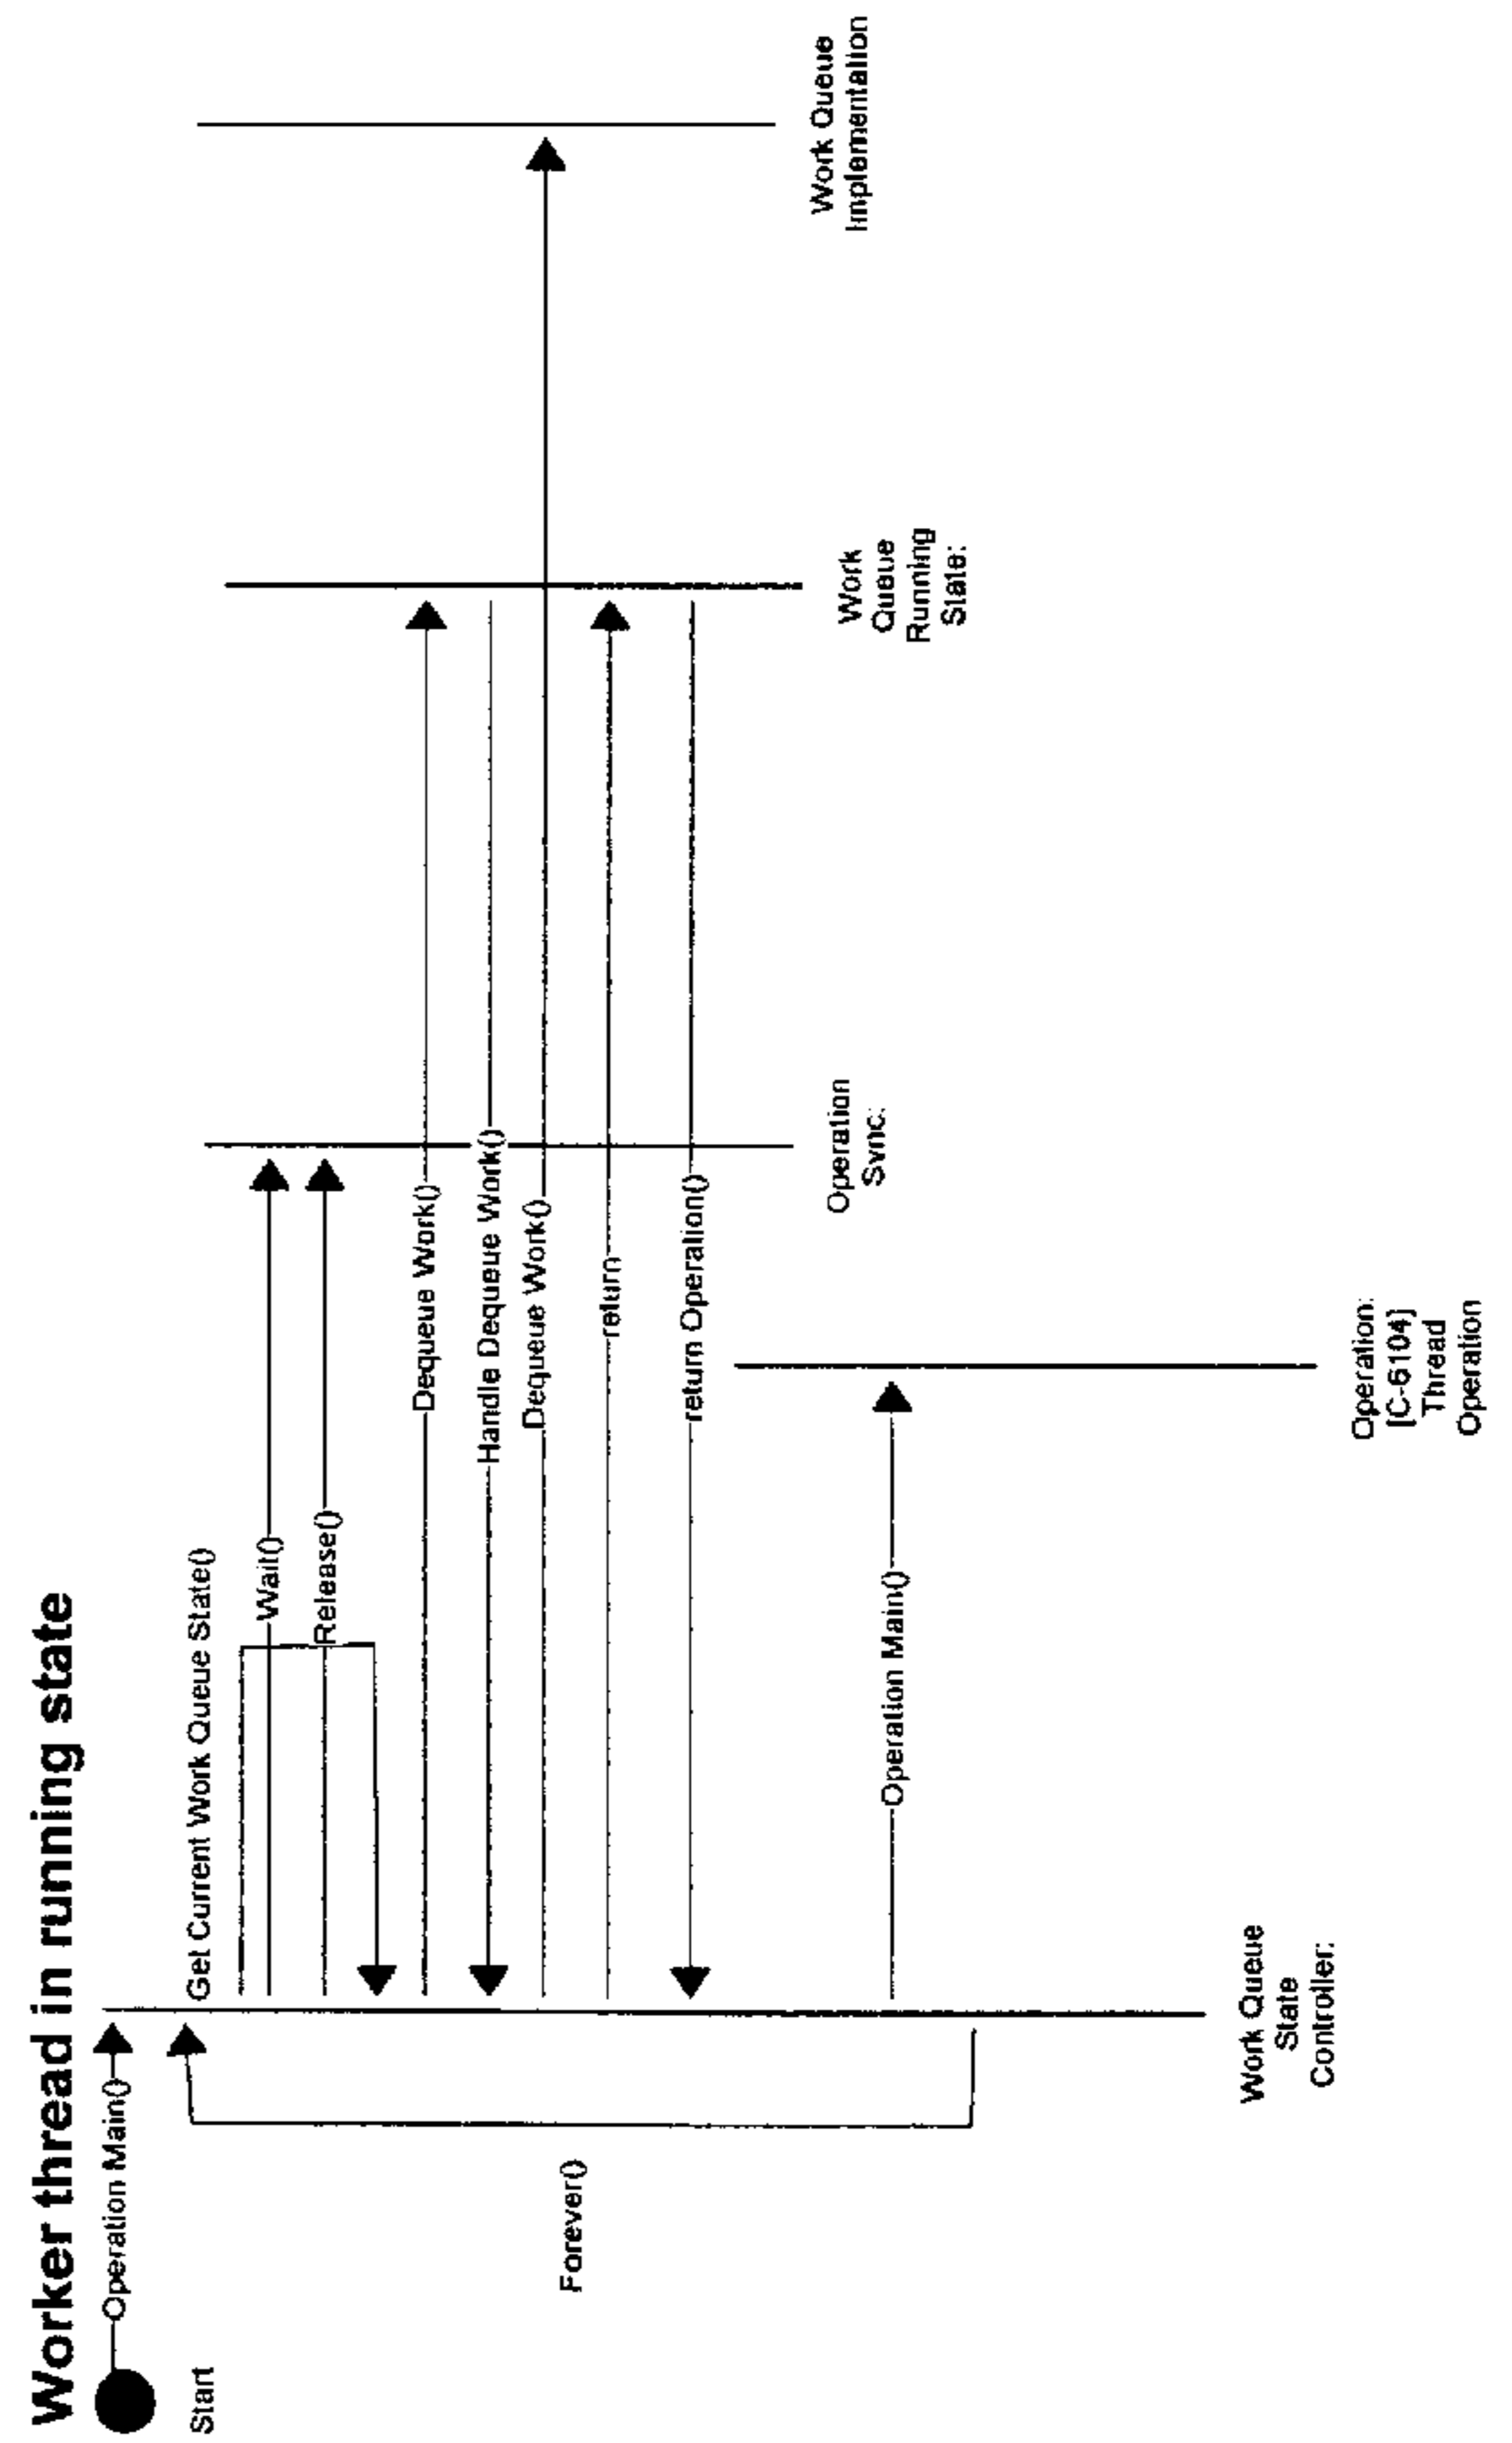 Worker thread in running state
Operation Main()
Start
Get Current Work Queue State()
Wait()
Release()
Dequeue Work()
Handle Dequeue Work()
Dequeue Work()
return
return Operation()
Operation Main()
Forever()
Work Queue
State
Controller:
Operation:
[C-6104]
Thread
Operation
Operation
Sync:
Work
Queue
Running
State:
Work Queue
Implementation